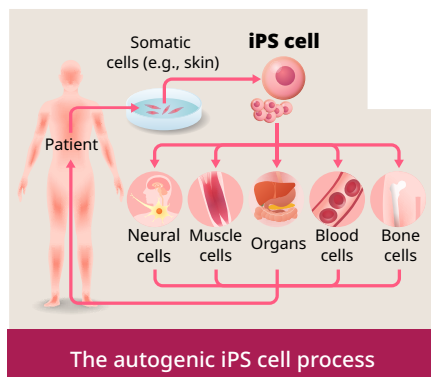 Somatic
cells (e.g., skin)
iPS cell
Patient
Neural
cells
Muscle
cells
Organs
Blood
cells
Bone
cells
The autogenic iPS cell process